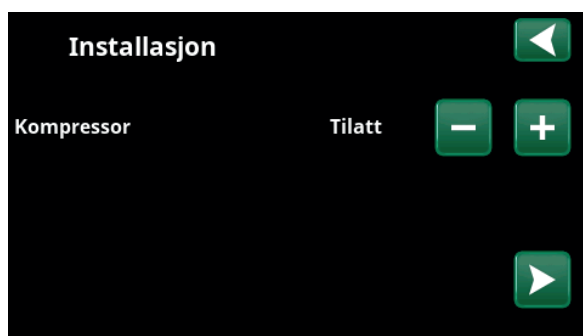 Installasjon
Kompressor Tilatt − +